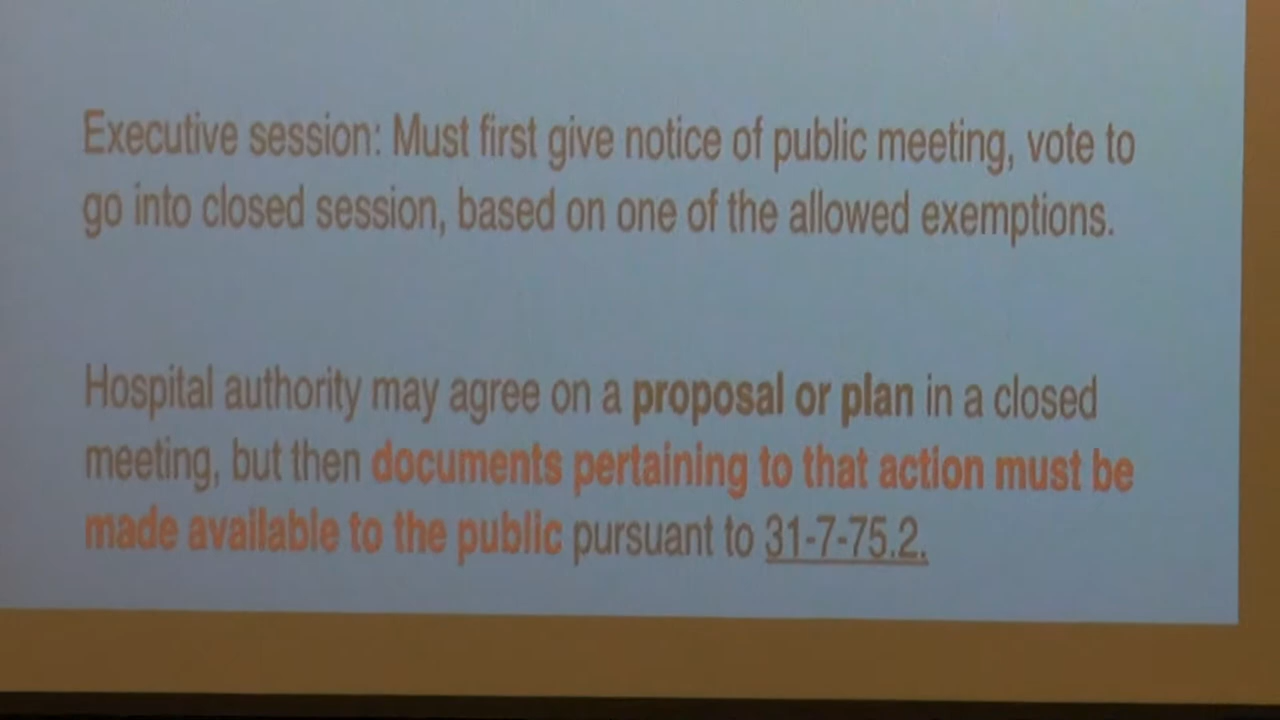 Executive session: Must first give notice of public meeting, vote to
go into closed session, based on one of the allowed exemptions.
Hospital authority may agree on a proposal or plan in a closed
meeting, but then documents pertaining to that action must be
made available to the public pursuant to 31-7-75.2.